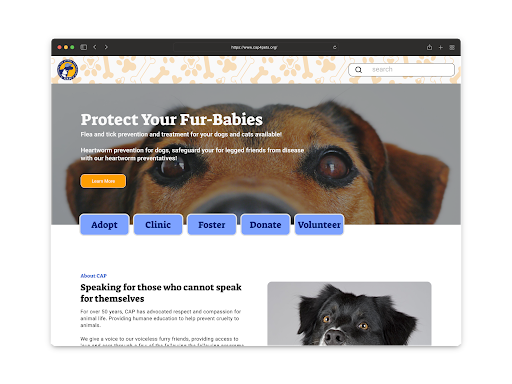 https://www.cap4pets.org/
search
Protect Your Fur-Babies
Flea and tick prevention and treatment for your dogs and cats available!
Heartworm prevention for dogs, safeguard your for legged friends from disease
with our heartworm preventatives!
Learn More
Adopt
Clinic
Foster
Donate
Volunteer
About CAP
Speaking for those who cannot speak
for themselves
For over 50 years, CAP has advocated respect and compassion for
animal life. Providing humane education to help prevent cruelty to
animals.
We give a voice to our voiceless furry friends, providing access to